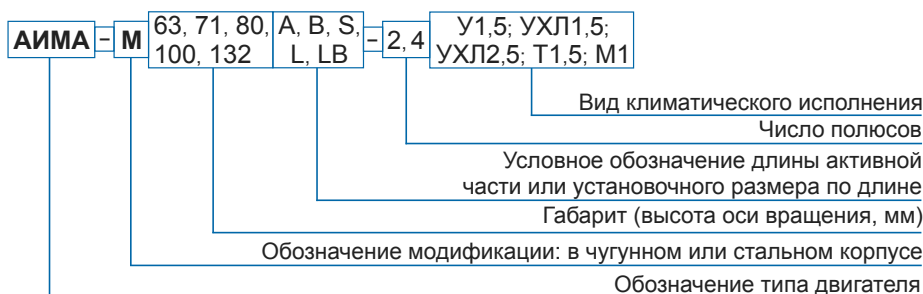 АИМА – М 63, 71, 80, A, B, S, – 2, 4 У1,5; УХЛ1,5;
100, 132 L, LB УХЛ2,5; Т1,5; М1
Вид климатического исполнения
Число полюсов
Условное обозначение длины активной
части или установочного размера по длине
Габарит (высота оси вращения, мм)
Обозначение модификации: в чугунном или стальном корпусе
Обозначение типа двигателя